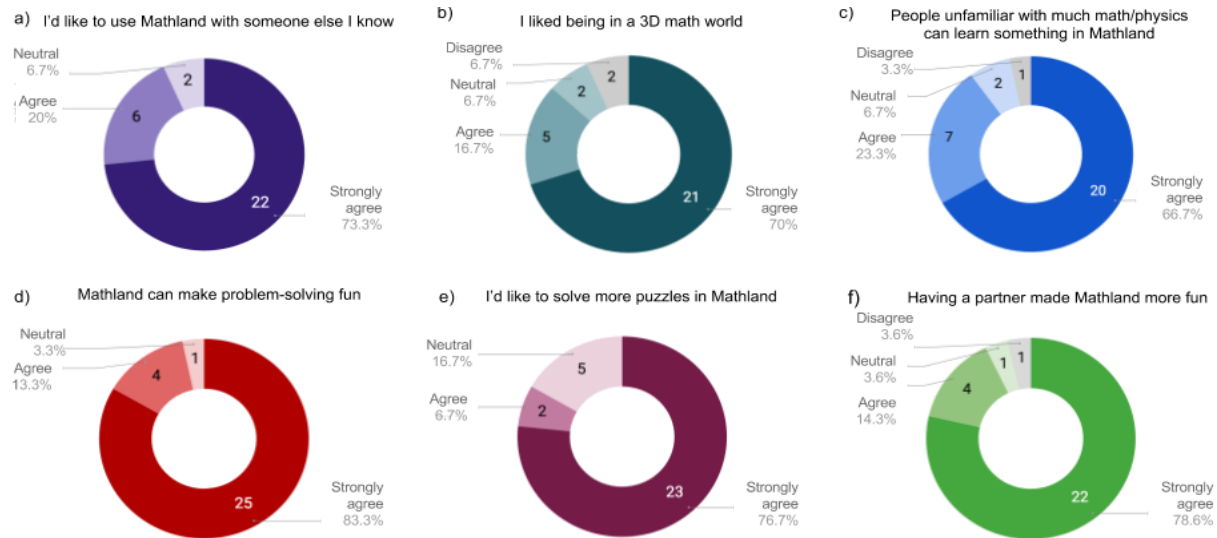 a)
I'd like to use Mathland with someone else I know
Neutral
6.7%
2
Agree
20%
6
22
Strongly
agree
73.3%
b)
I liked being in a 3D math world
Disagree
6.7%
2
Neutral
6.7%
2
Agree
16.7%
5
21
Strongly
agree
70%
c)
People unfamiliar with much math/physics
can learn something in Mathland
Disagree
3.3%
1
Neutral
6.7%
2
Agree
23.3%
7
20
Strongly
agree
66.7%
d)
Mathland can make problem-solving fun
Neutral
3.3%
1
Agree
13.3%
4
25
Strongly
agree
83.3%
e)
I'd like to solve more puzzles in Mathland
Neutral
16.7%
5
Agree
6.7%
2
23
Strongly
agree
76.7%
f)
Having a partner made Mathland more fun
Disagree
3.6%
1
Neutral
3.6%
1
Agree
14.3%
4
22
Strongly
agree
78.6%